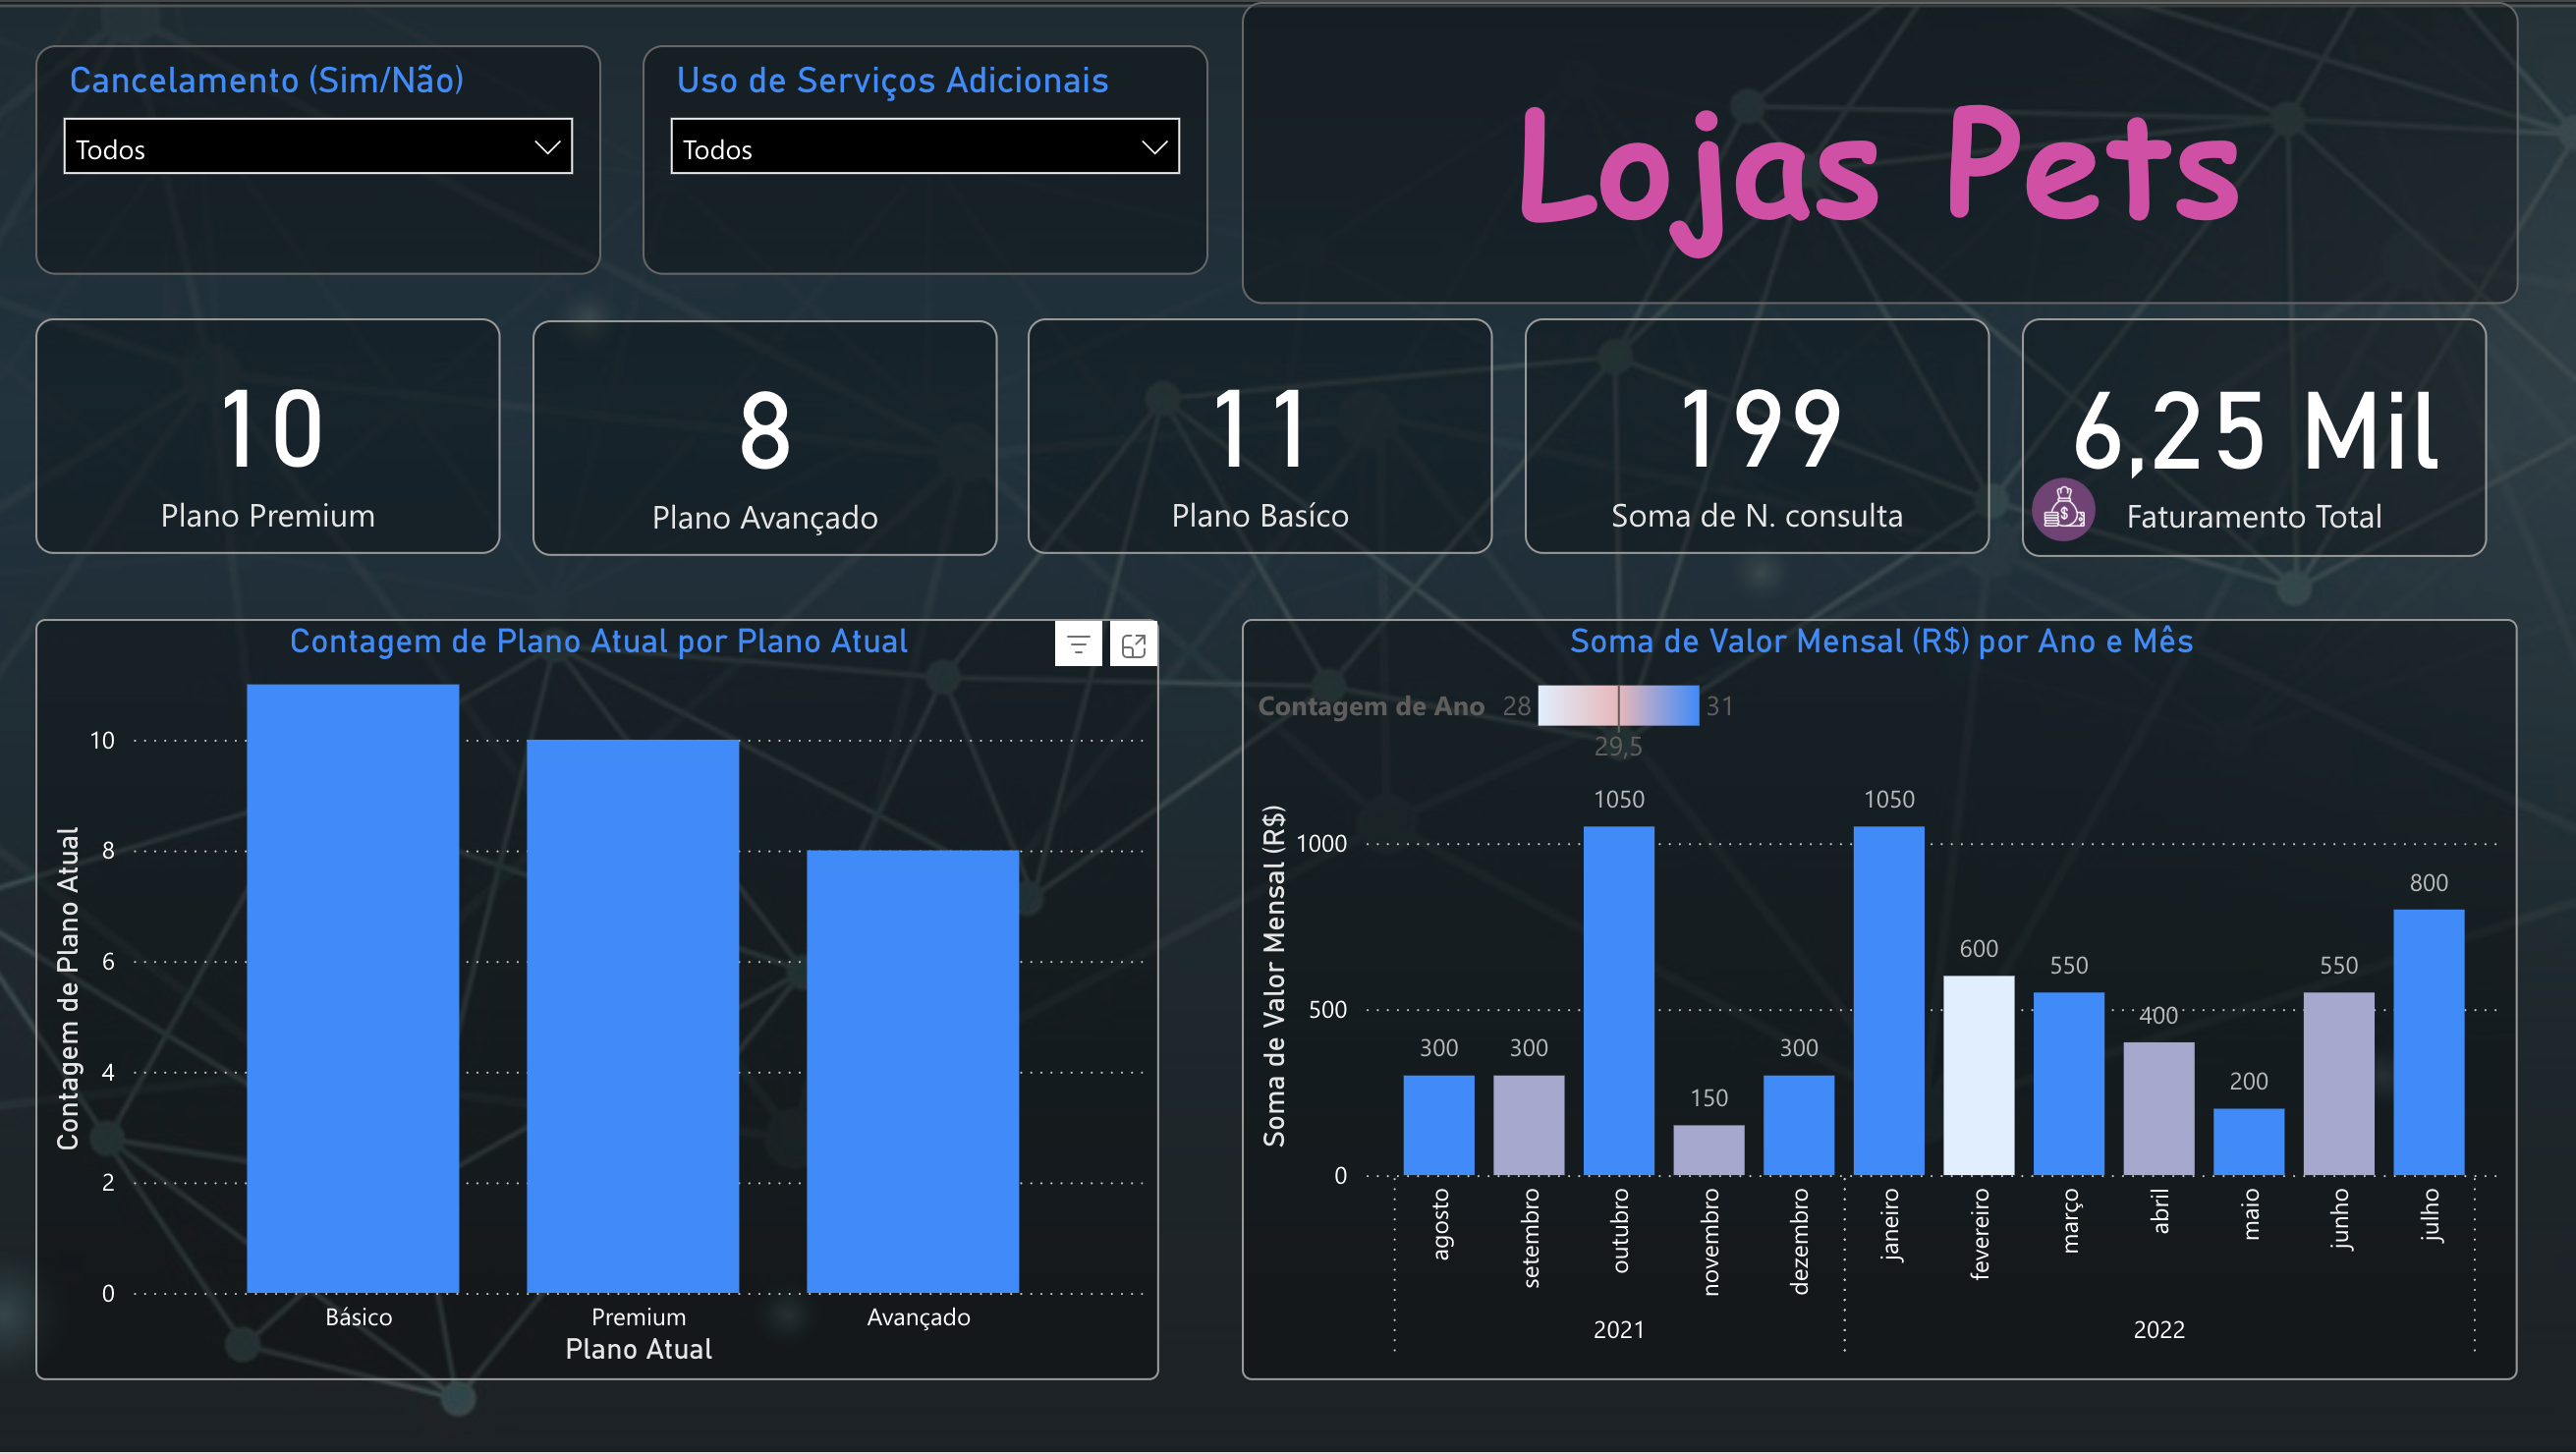 Cancelamento (Sim/Não)
Todos
Uso de Serviços Adicionais
Todos
Lojas Pets
10
Plano Premium
8
Plano Avançado
11
Plano Basíco
199
Soma de N. consulta
6,25 Mil
$
Faturamento Total
Contagem de Plano Atual por Plano Atual
Contagem de Plano Atual
10
8
6
4
2
0
Básico
Premium
Avançado
Plano Atual
Soma de Valor Mensal (R$) por Ano e Mês
Contagem de Ano
28
31
29,5
Soma de Valor Mensal (R$)
1000
500
0
300
300
1050
150
300
1050
600
550
400
200
550
800
agosto
setembro
outubro
novembro
dezembro
janeiro
fevereiro
março
abril
maio
junho
julho
2021
2022